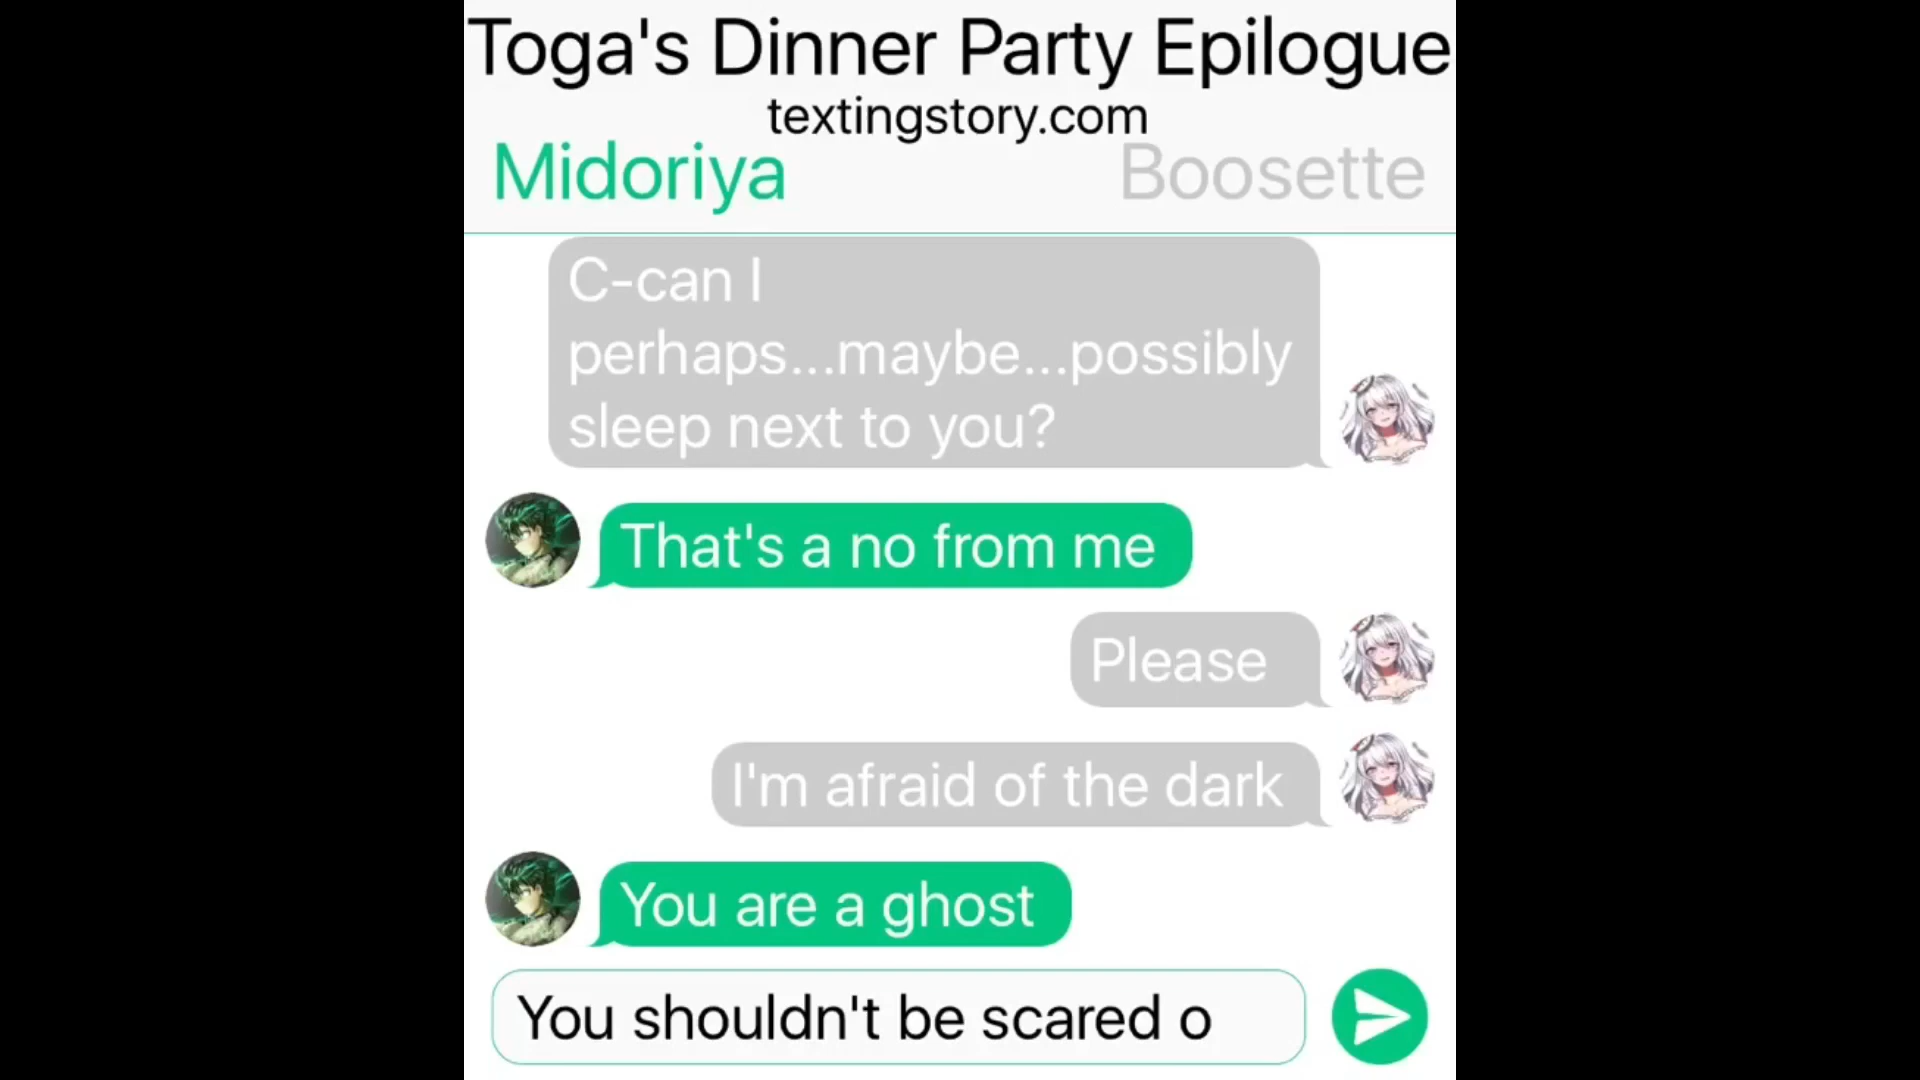 Toga's Dinner Party Epilogue
textingstory.com
Midoriya
Boosette
C-can I
perhaps...maybe...possibly
sleep next to you?
That's a no from me
Please
I'm afraid of the dark
You are a ghost
You shouldn't be scared o